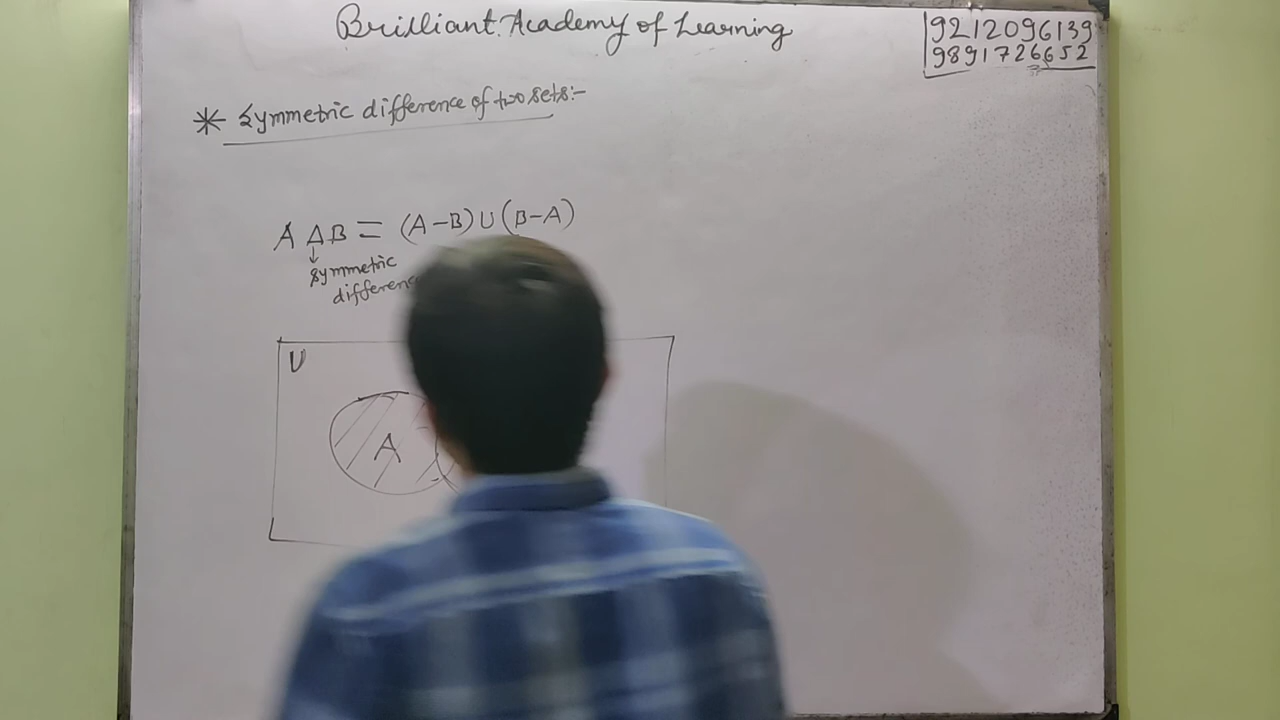 Brilliant Academy of Learning
9212096139
9891726652
* Symmetric difference of two sets:-
A Δ B = (A-B) ∪ (B-A)
↓
symmetric
U
A